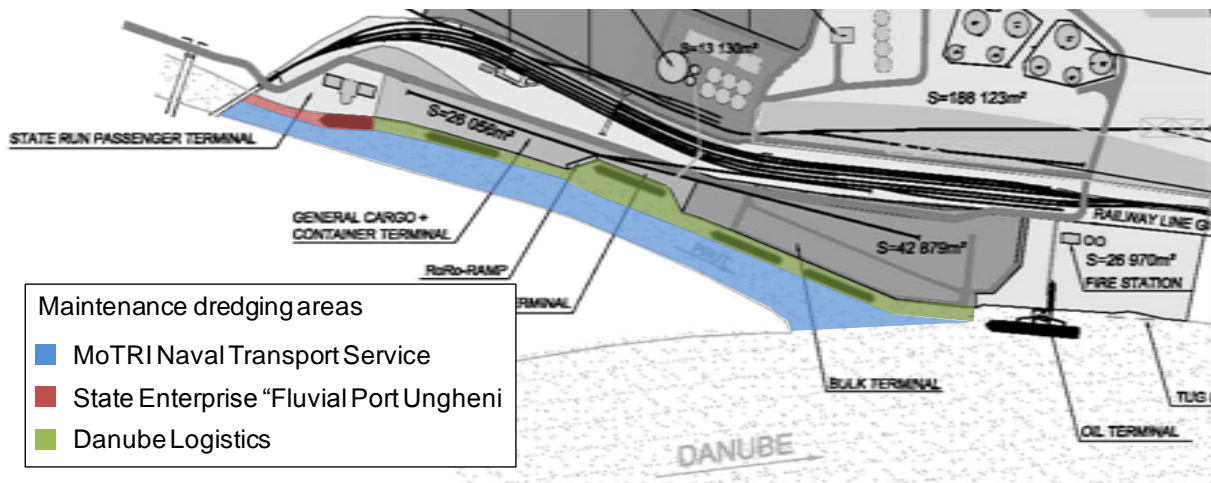 S=13 130m²
S=188 123m²
STATE RUN PASSENGER TERMINAL
S=26 056m²
GENERAL CARGO +
CONTAINER TERMINAL
RAILWAY LINE G
S=42 879m²
S=26 970m²
FIRE STATION
RoRo-RAMP
PRUT
ERMINAL
Maintenance dredging areas
MoTRI Naval Transport Service
State Enterprise “Fluvial Port Ungheni
Danube Logistics
BULK TERMINAL
TUG
OIL TERMINAL
DANUBE